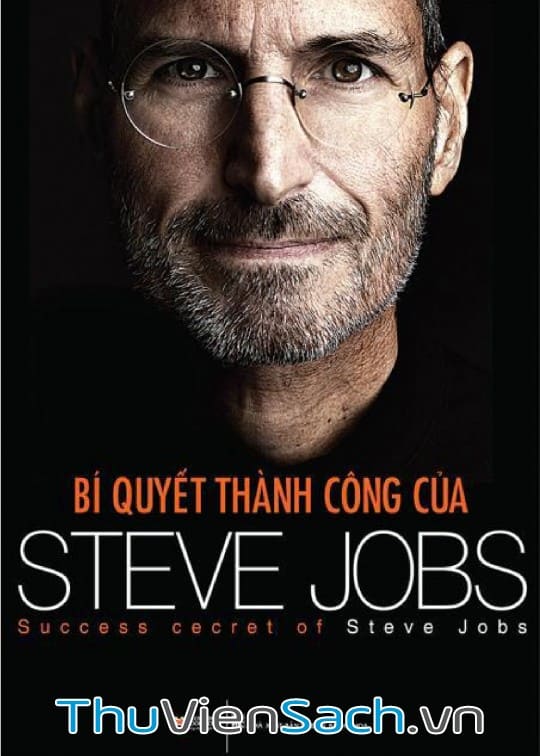 BÍ QUYẾT THÀNH CÔNG CỦA
STEVE JOBS
Success cecret of Steve Jobs
ThuVienSach.vn